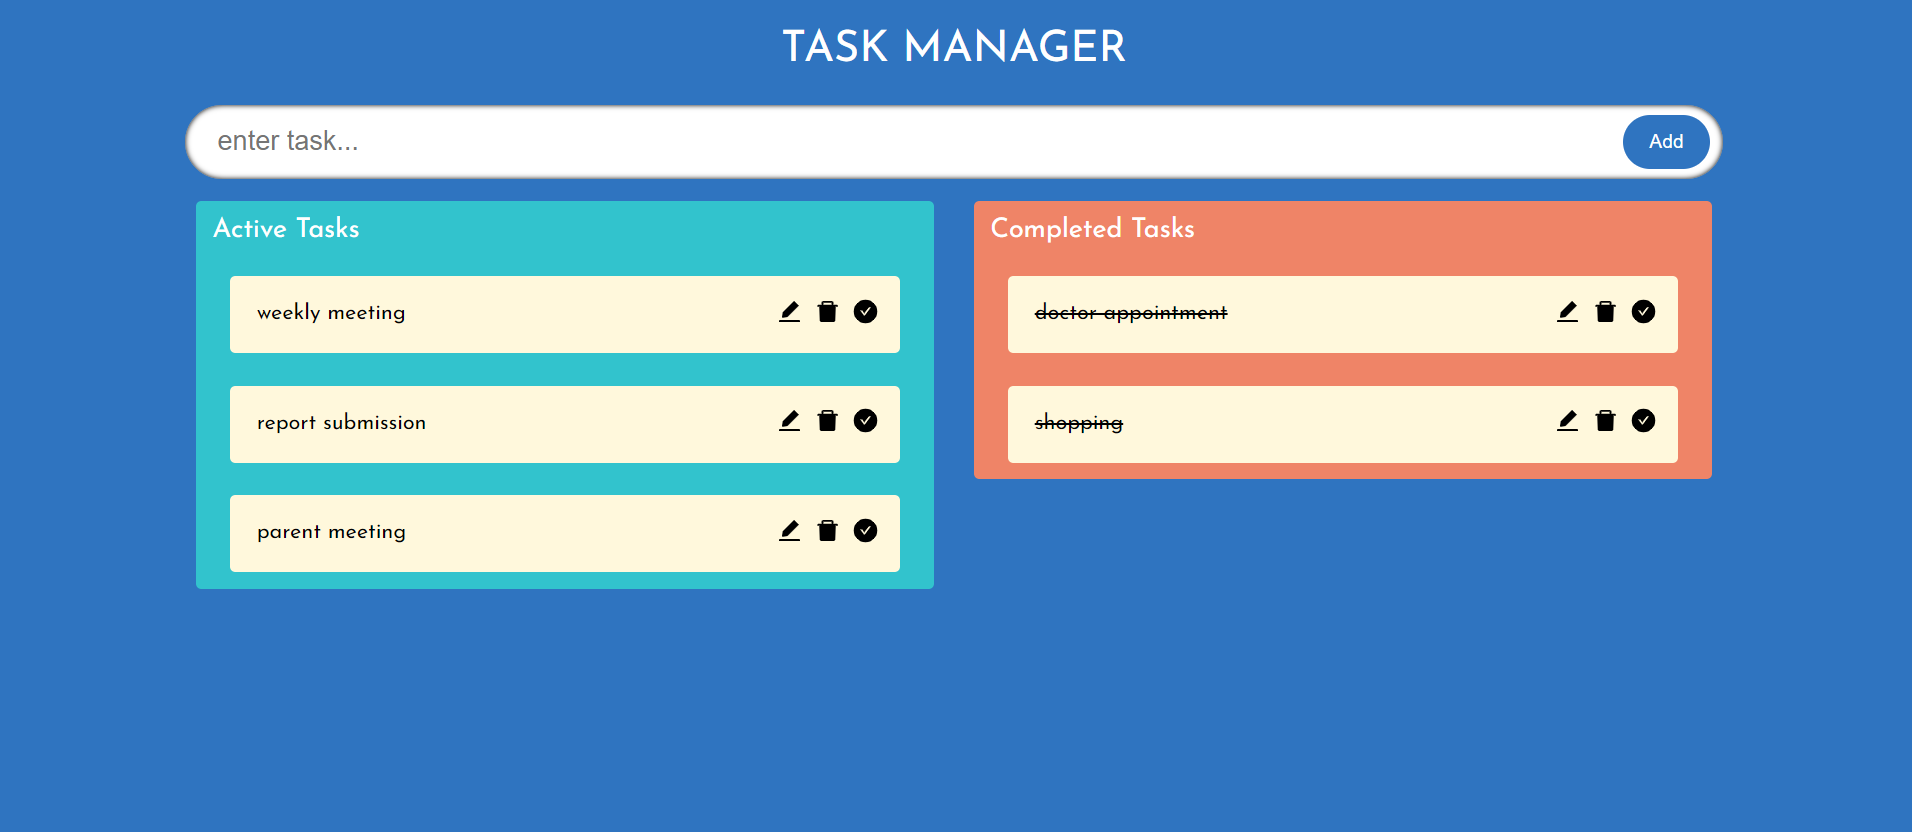 TASK MANAGER
enter task...
Add
Active Tasks
weekly meeting
report submission
parent meeting
Completed Tasks
doctor appointment
shopping